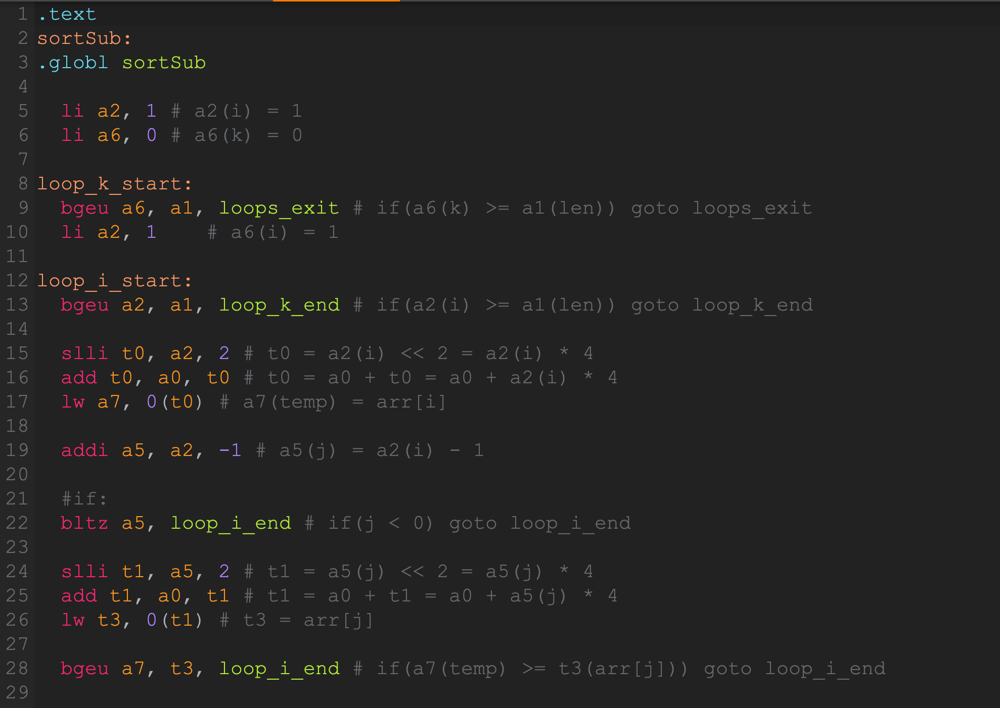 1 .text
2 sortSub:
3 .globl sortSub
4
5 li a2, 1 # a2(i) = 1
6 li a6, 0 # a6(k) = 0
7
8 loop_k_start:
9 bgeu a6, a1, loops_exit # if(a6(k) >= a1(len)) goto loops_exit
10 li a2, 1 # a6(i) = 1
11
12 loop_i_start:
13 bgeu a2, a1, loop_k_end # if(a2(i) >= a1(len)) goto loop_k_end
14
15 slli t0, a2, 2 # t0 = a2(i) << 2 = a2(i) * 4
16 add t0, a0, t0 # t0 = a0 + t0 = a0 + a2(i) * 4
17 lw a7, 0(t0) # a7(temp) = arr[i]
18
19 addi a5, a2, -1 # a5(j) = a2(i) - 1
20
21 #if:
22 bltz a5, loop_i_end # if(j < 0) goto loop_i_end
23
24 slli t1, a5, 2 # t1 = a5(j) << 2 = a5(j) * 4
25 add t1, a0, t1 # t1 = a0 + t1 = a0 + a5(j) * 4
26 lw t3, 0(t1) # t3 = arr[j]
27
28 bgeu a7, t3, loop_i_end # if(a7(temp) >= t3(arr[j])) goto loop_i_end
29